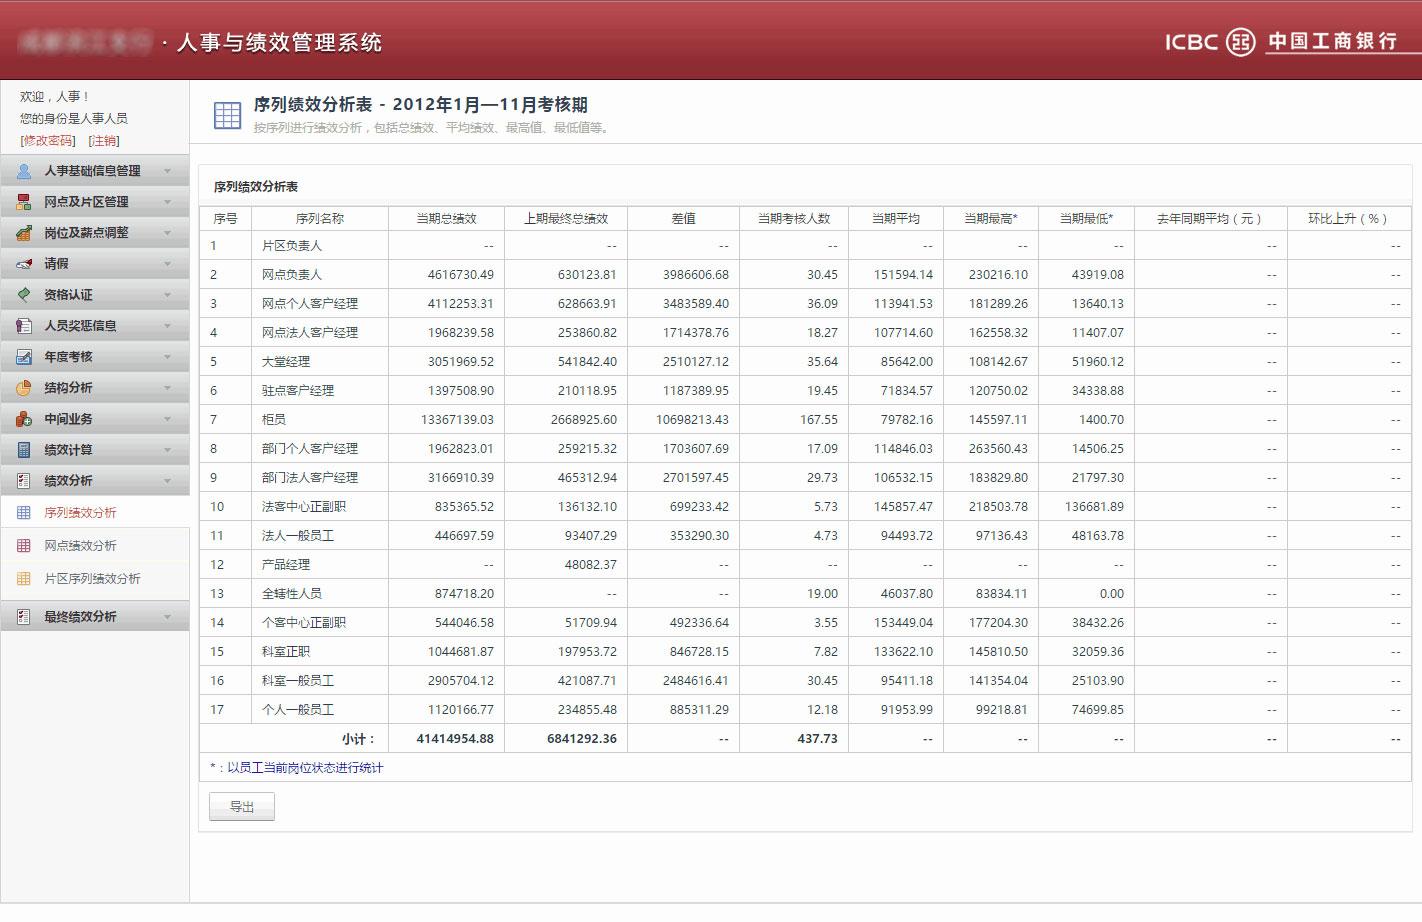 · 人事与绩效管理系统
ICBC 中国工商银行
欢迎，人事！
您的身份是人事人员
[修改密码] [注销]
人事基础信息管理
网点及片区管理
岗位及薪点调整
请假
资格认证
人员奖惩信息
年度考核
结构分析
中间业务
绩效计算
绩效分析
序列绩效分析
网点绩效分析
片区序列绩效分析
最终绩效分析
序列绩效分析表 - 2012年1月—11月考核期
按序列进行绩效分析，包括总绩效、平均绩效、最高值、最低值等。
序列绩效分析表
序号 序列名称 当期总绩效 上期最终总绩效 差值 当期考核人数 当期平均 当期最高* 当期最低* 去年同期平均（元） 环比上升（%）
1 片区负责人 -- -- -- -- -- -- -- -- --
2 网点负责人 4616730.49 630123.81 3986606.68 30.45 151594.14 230216.10 43919.08 -- --
3 网点个人客户经理 4112253.31 628663.91 3483589.40 36.09 113941.53 181289.26 13640.13 -- --
4 网点法人客户经理 1968239.58 253860.82 1714378.76 18.27 107714.60 162558.32 11407.07 -- --
5 大堂经理 3051969.52 541842.40 2510127.12 35.64 85642.00 108142.67 51960.12 -- --
6 驻点客户经理 1397508.90 210118.95 1187389.95 19.45 71834.57 120750.02 34338.88 -- --
7 柜员 13367139.03 2668925.60 10698213.43 167.55 79782.16 145597.11 1400.70 -- --
8 部门个人客户经理 1962823.01 259215.32 1703607.69 17.09 114846.03 263560.43 14506.25 -- --
9 部门法人客户经理 3166910.39 465312.94 2701597.45 29.73 106532.15 183829.80 21797.30 -- --
10 法客中心正副职 835365.52 136132.10 699233.42 5.73 145857.47 218503.78 136681.89 -- --
11 法人一般员工 446697.59 93407.29 353290.30 4.73 94493.72 97136.43 48163.78 -- --
12 产品经理 -- 48082.37 -- -- -- -- -- -- --
13 全辖性人员 874718.20 -- -- 19.00 46037.80 83834.11 0.00 -- --
14 个客中心正副职 544046.58 51709.94 492336.64 3.55 153449.04 177204.30 38432.26 -- --
15 科室正职 1044681.87 197953.72 846728.15 7.82 133622.10 145810.50 32059.36 -- --
16 科室一般员工 2905704.12 421087.71 2484616.41 30.45 95411.18 141354.04 25103.90 -- --
17 个人一般员工 1120166.77 234855.48 885311.29 12.18 91953.99 99218.81 74699.85 -- --
小计： 41414954.88 6841292.36 -- 437.73 -- -- -- -- --
*：以员工当前岗位状态进行统计
导出